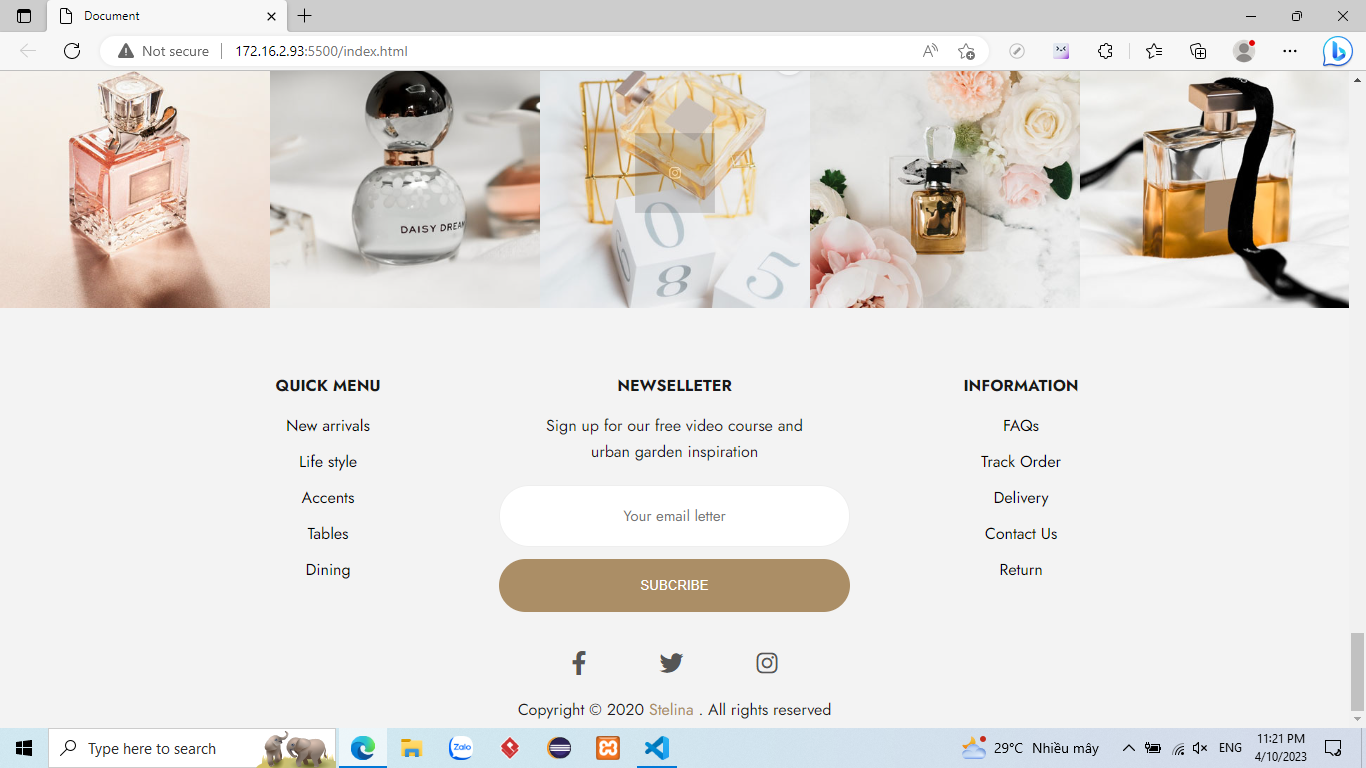 Document
Not secure
172.16.2.93:5500/index.html
DAISY DREAM
0
6
8
5
QUICK MENU
New arrivals
Life style
Accents
Tables
Dining
NEWSELLETER
Sign up for our free video course and
urban garden inspiration
Your email letter
SUBCRIBE
INFORMATION
FAQs
Track Order
Delivery
Contact Us
Return
Copyright © 2020 Stelina . All rights reserved
Type here to search
Zalo
29°C Nhiều mây
ENG
11:21 PM
4/10/2023